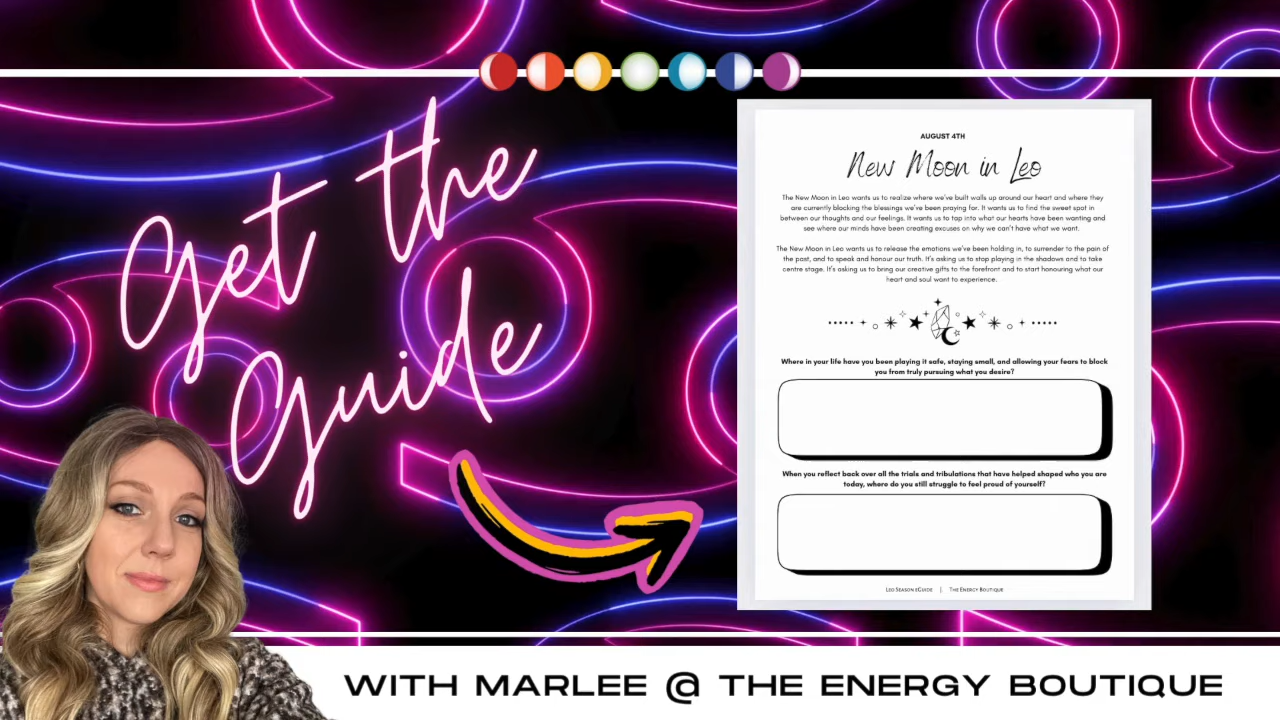 Get the
Guide
AUGUST 4TH
New Moon in Leo
The New Moon in Leo wants us to realize where we've built walls up around our heart and where they
are currently blocking the blessings we've been praying for. It wants us to find the sweet spot in
between our thoughts and our feelings. It wants us to tap into what our hearts have been wanting and
see where our minds have been creating excuses on why we can't have what we want.
The New Moon in Leo wants us to release the emotions we've been holding in, to surrender to the pain of
the past, and to speak and honour our truth. It's asking us to stop playing in the shadows and to take
centre stage. It's asking us to bring our creative gifts to the forefront and to start honouring what our
heart and soul want to experience.
Where in your life have you been playing it safe, staying small, and allowing your fears to block
you from truly pursuing what you desire?
When you reflect back over all the trials and tribulations that have helped shaped who you are
today, where do you still struggle to feel proud of yourself?
Leo Season eGuide | The Energy Boutique
WITH MARLEE @ THE ENERGY BOUTIQUE